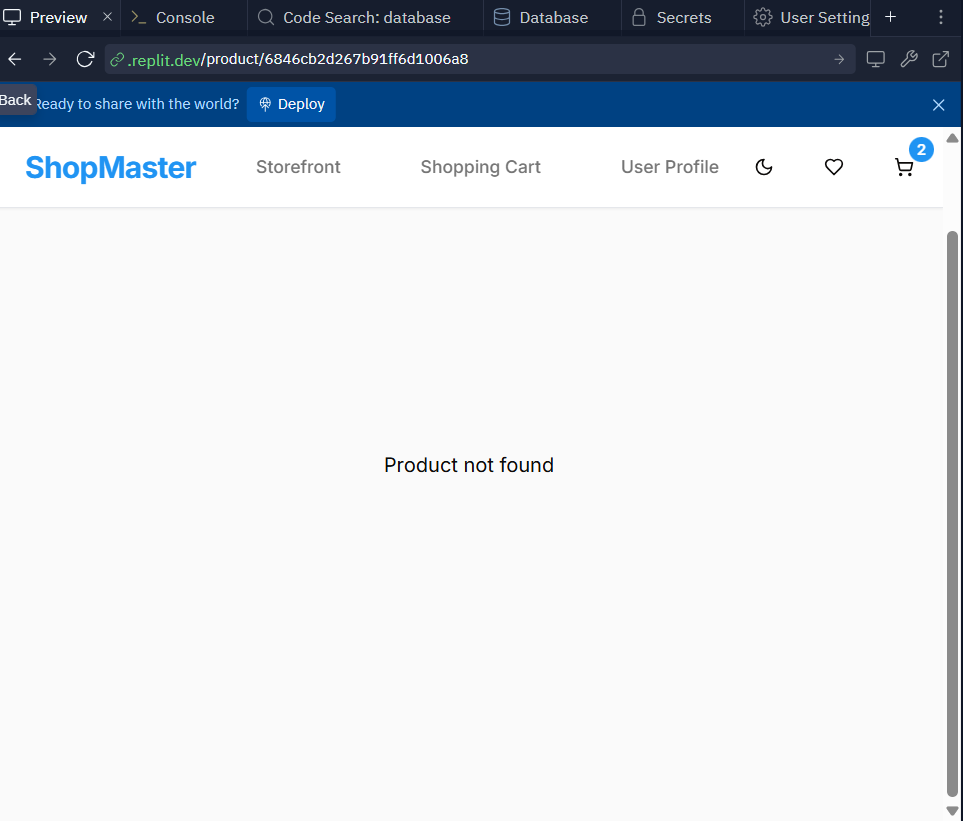 Preview
Console
Code Search: database
Database
Secrets
User Setting
.replit.dev/product/6846cb2d267b91ff6d1006a8
Back
Ready to share with the world?
Deploy
ShopMaster
Storefront
Shopping Cart
User Profile
2
Product not found